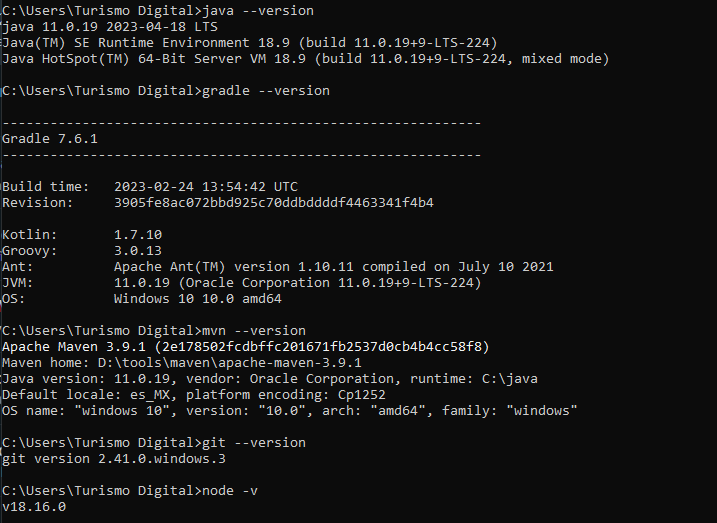 C:\Users\Turismo Digital>java --version
java 11.0.19 2023-04-18 LTS
Java(TM) SE Runtime Environment 18.9 (build 11.0.19+9-LTS-224)
Java HotSpot(TM) 64-Bit Server VM 18.9 (build 11.0.19+9-LTS-224, mixed mode)
C:\Users\Turismo Digital>gradle --version
------------------------------------------------------------
Gradle 7.6.1
------------------------------------------------------------
Build time:   2023-02-24 13:54:42 UTC
Revision:     3905fe8ac072bbd925c70ddbddddf4463341f4b4
Kotlin:       1.7.10
Groovy:       3.0.13
Ant:          Apache Ant(TM) version 1.10.11 compiled on July 10 2021
JVM:          11.0.19 (Oracle Corporation 11.0.19+9-LTS-224)
OS:           Windows 10 10.0 amd64
C:\Users\Turismo Digital>mvn --version
Apache Maven 3.9.1 (2e178502fcdbffc201671fb2537d0cb4b4cc58f8)
Maven home: D:\tools\maven\apache-maven-3.9.1
Java version: 11.0.19, vendor: Oracle Corporation, runtime: C:\java
Default locale: es_MX, platform encoding: Cp1252
OS name: "windows 10", version: "10.0", arch: "amd64", family: "windows"
C:\Users\Turismo Digital>git --version
git version 2.41.0.windows.3
C:\Users\Turismo Digital>node -v
v18.16.0